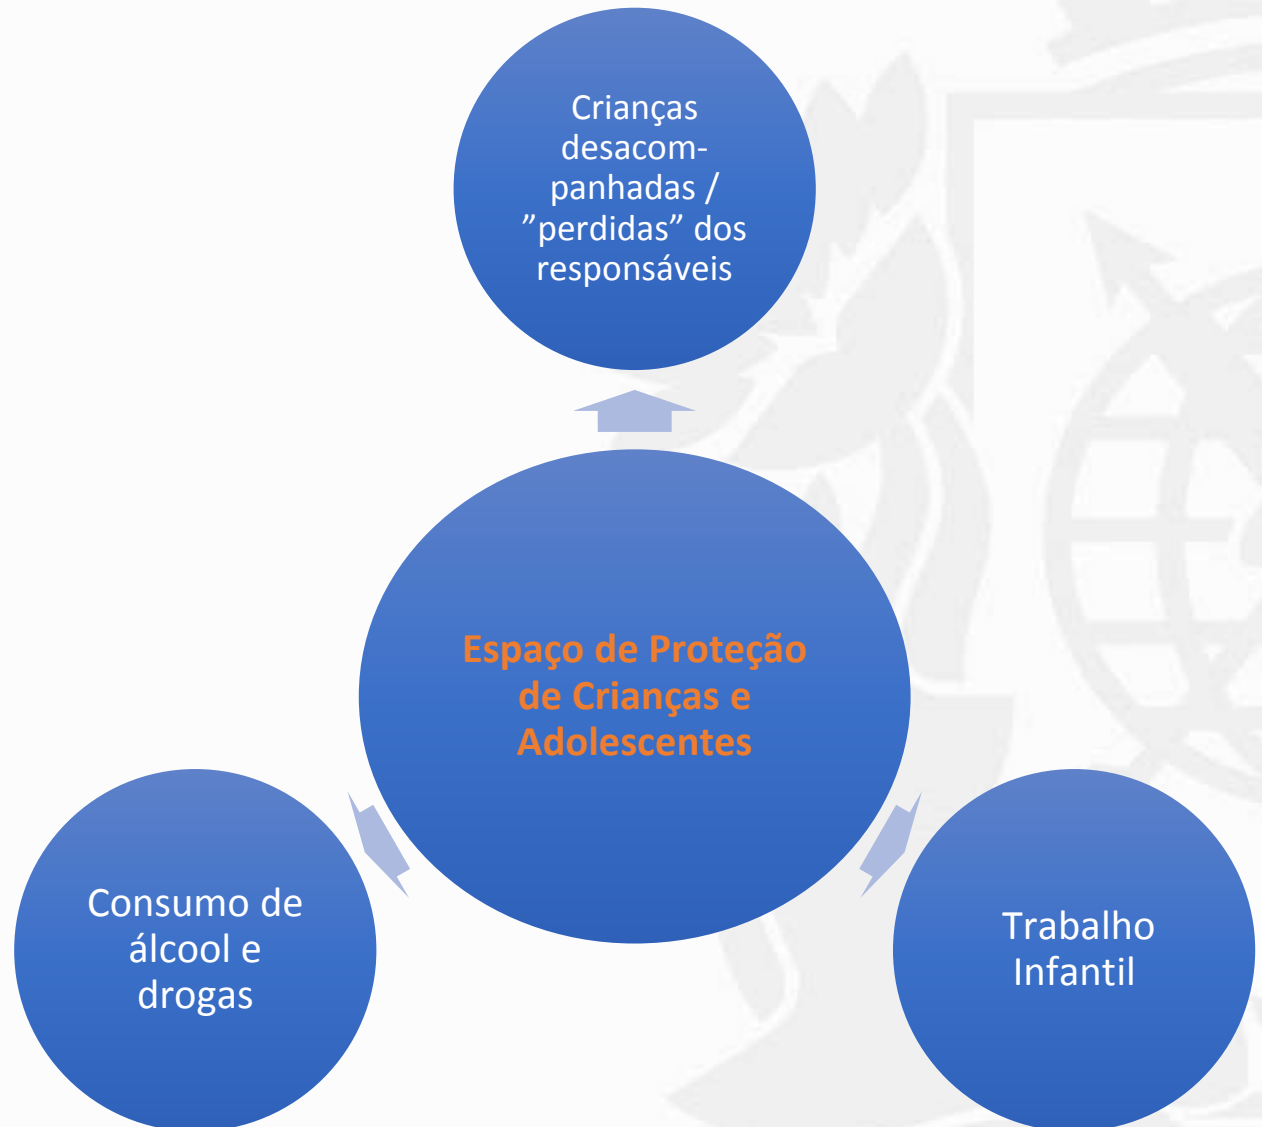 Crianças
desacom-
panhadas /
”perdidas” dos
responsáveis
Espaço de Proteção
de Crianças e
Adolescentes
Consumo de
álcool e
drogas
Trabalho
Infantil